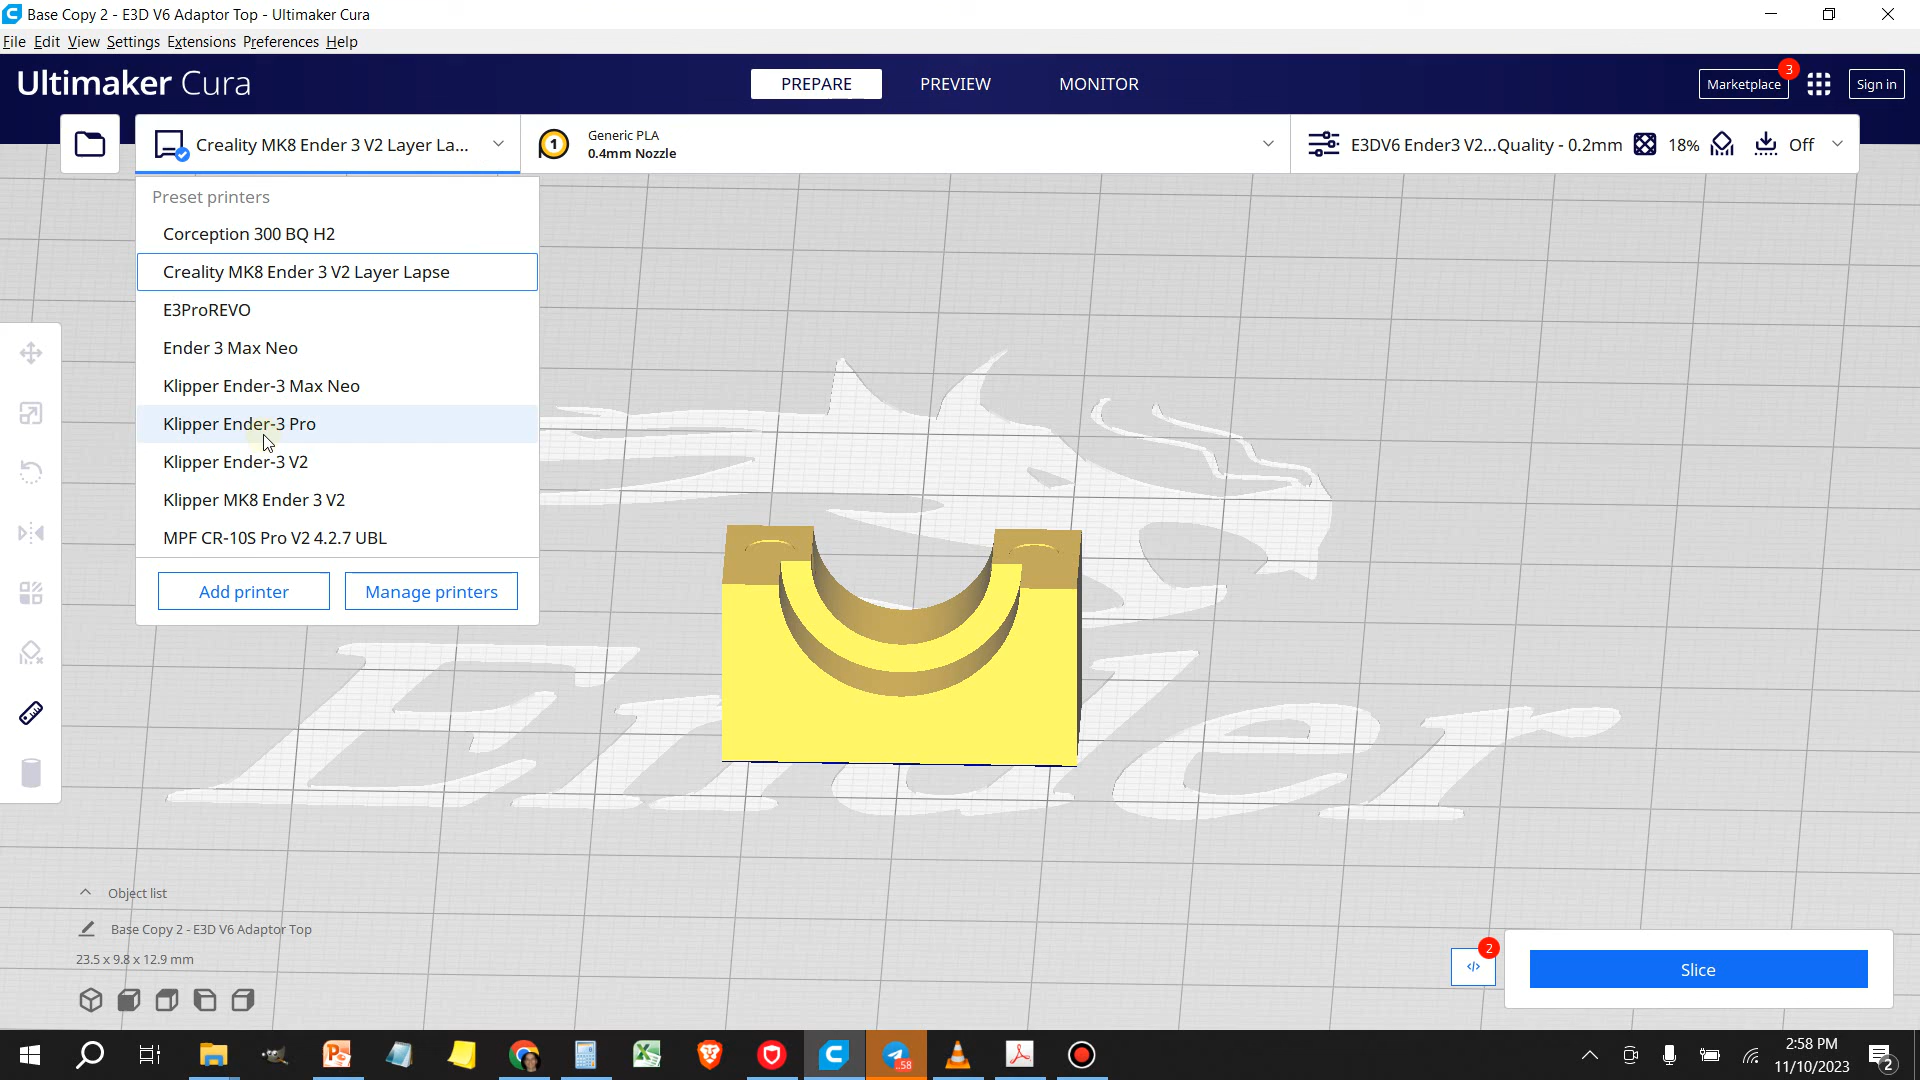 Base Copy 2 - E3D V6 Adaptor Top - Ultimaker Cura
File Edit View Settings Extensions Preferences Help
Ultimaker Cura
PREPARE
PREVIEW
MONITOR
Marketplace
3
Sign in
Creality MK8 Ender 3 V2 Layer La...
1
Generic PLA
0.4mm Nozzle
E3DV6 Ender3 V2...Quality - 0.2mm
18%
Off
Preset printers
Corception 300 BQ H2
Creality MK8 Ender 3 V2 Layer Lapse
E3ProREVO
Ender 3 Max Neo
Klipper Ender-3 Max Neo
Klipper Ender-3 Pro
Klipper Ender-3 V2
Klipper MK8 Ender 3 V2
MPF CR-10S Pro V2 4.2.7 UBL
Add printer
Manage printers
Ender
Object list
Base Copy 2 - E3D V6 Adaptor Top
23.5 x 9.8 x 12.9 mm
2
</>
Slice
58
2:58 PM
11/10/2023
2